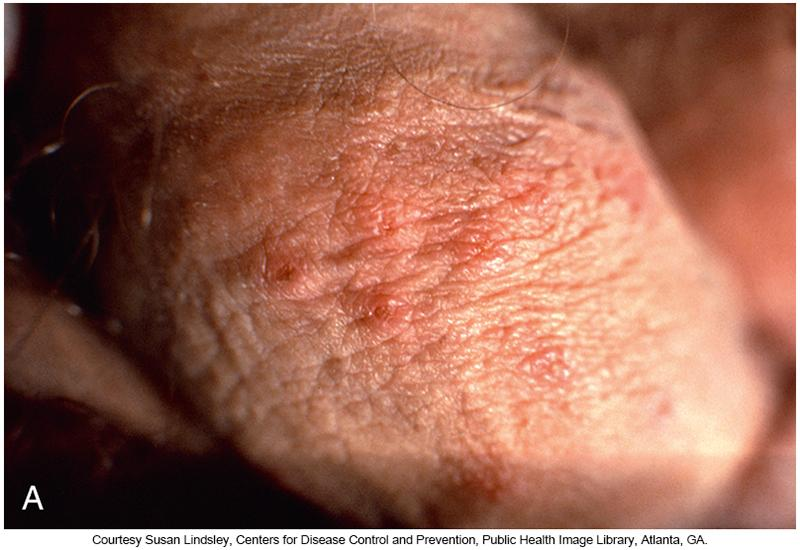 A
Courtesy Susan Lindsley, Centers for Disease Control and Prevention, Public Health Image Library, Atlanta, GA.